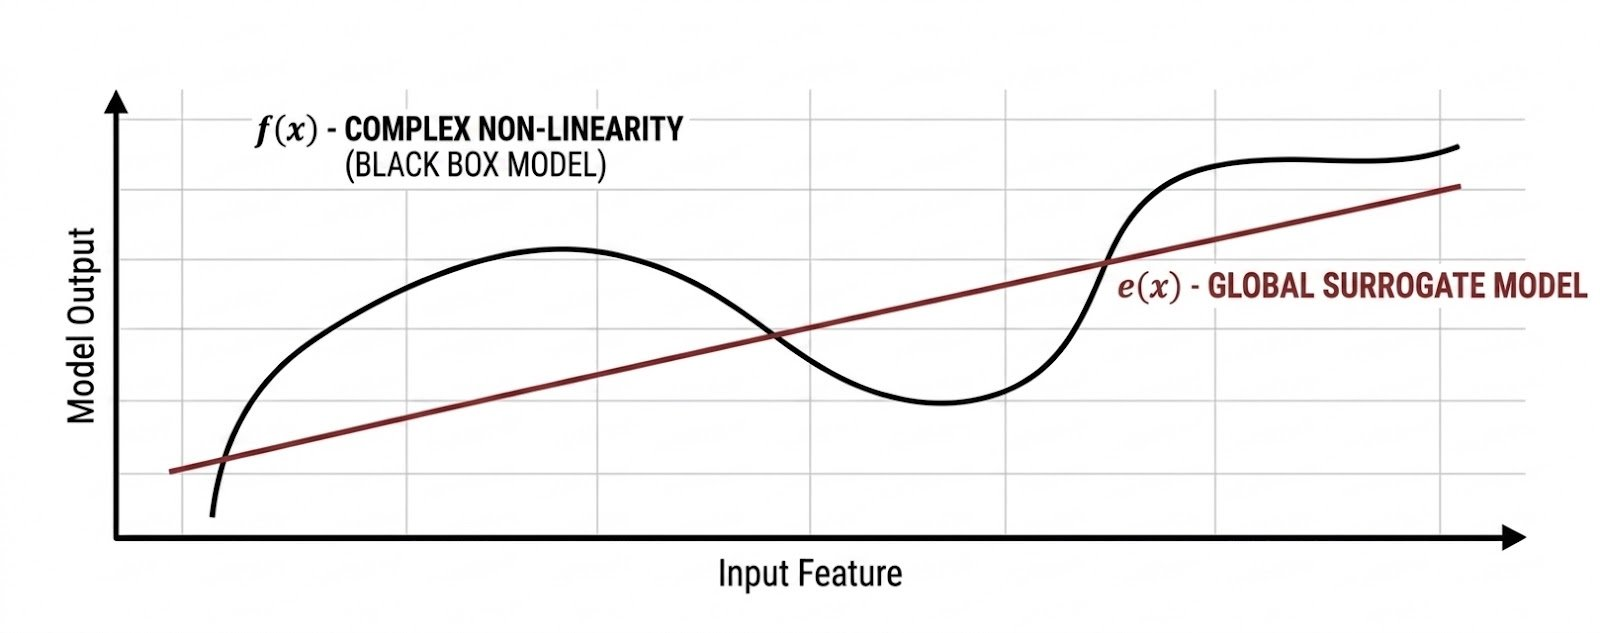 f(x) - COMPLEX NON-LINEARITY
(BLACK BOX MODEL)
Model Output
e(x) - GLOBAL SURROGATE MODEL
Input Feature